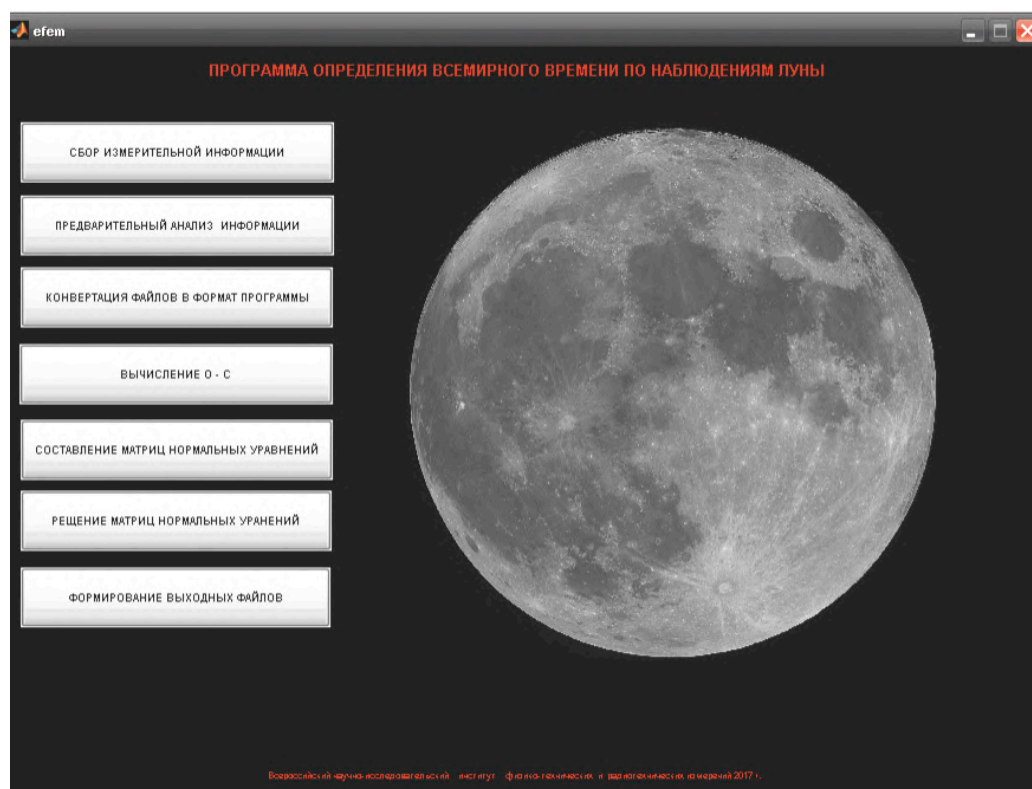 efem
ПРОГРАММА ОПРЕДЕЛЕНИЯ ВСЕМИРНОГО ВРЕМЕНИ ПО НАБЛЮДЕНИЯМ ЛУНЫ
СБОР ИЗМЕРИТЕЛЬНОЙ ИНФОРМАЦИИ
ПРЕДВАРИТЕЛЬНЫЙ АНАЛИЗ ИНФОРМАЦИИ
КОНВЕРТАЦИЯ ФАЙЛОВ В ФОРМАТ ПРОГРАММЫ
ВЫЧИСЛЕНИЕ О - С
СОСТАВЛЕНИЕ МАТРИЦ НОРМАЛЬНЫХ УРАВНЕНИЙ
РЕЩЕНИЕ МАТРИЦ НОРМАЛЬНЫХ УРАНЕНИЙ
ФОРМИРОВАНИЕ ВЫХОДНЫХ ФАЙЛОВ
Всероссийский научно-исследовательский институт физико-технических и радиотехнических измерений 2017 г.